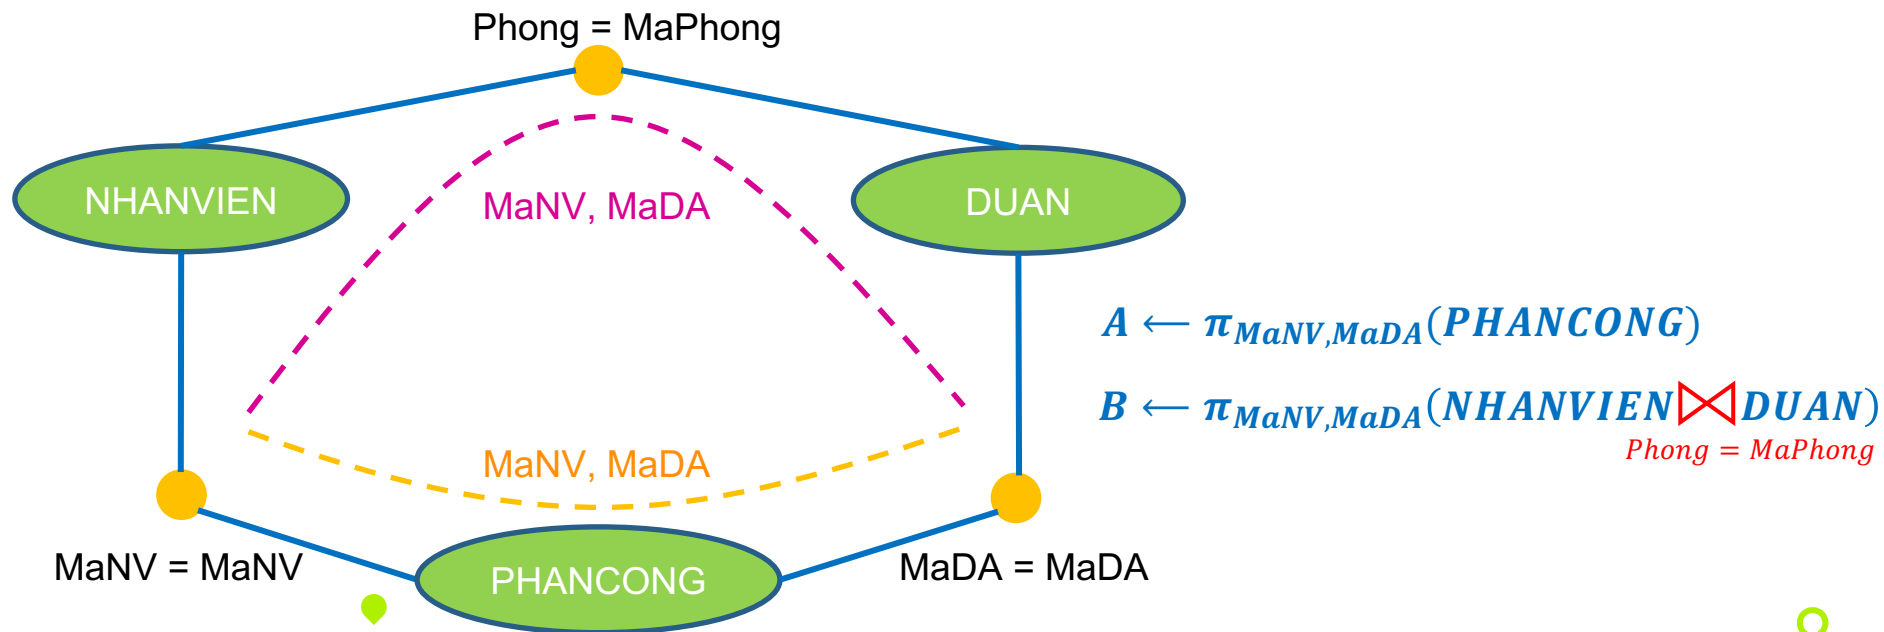 Phong = MaPhong
NHANVIEN
MaNV, MaDA
DUAN
A ← π_{MaNV,MaDA}(PHANCONG)
B ← π_{MaNV,MaDA}(NHANVIEN⋈DUAN)
Phong = MaPhong
MaNV, MaDA
MaNV = MaNV
PHANCONG
MaDA = MaDA